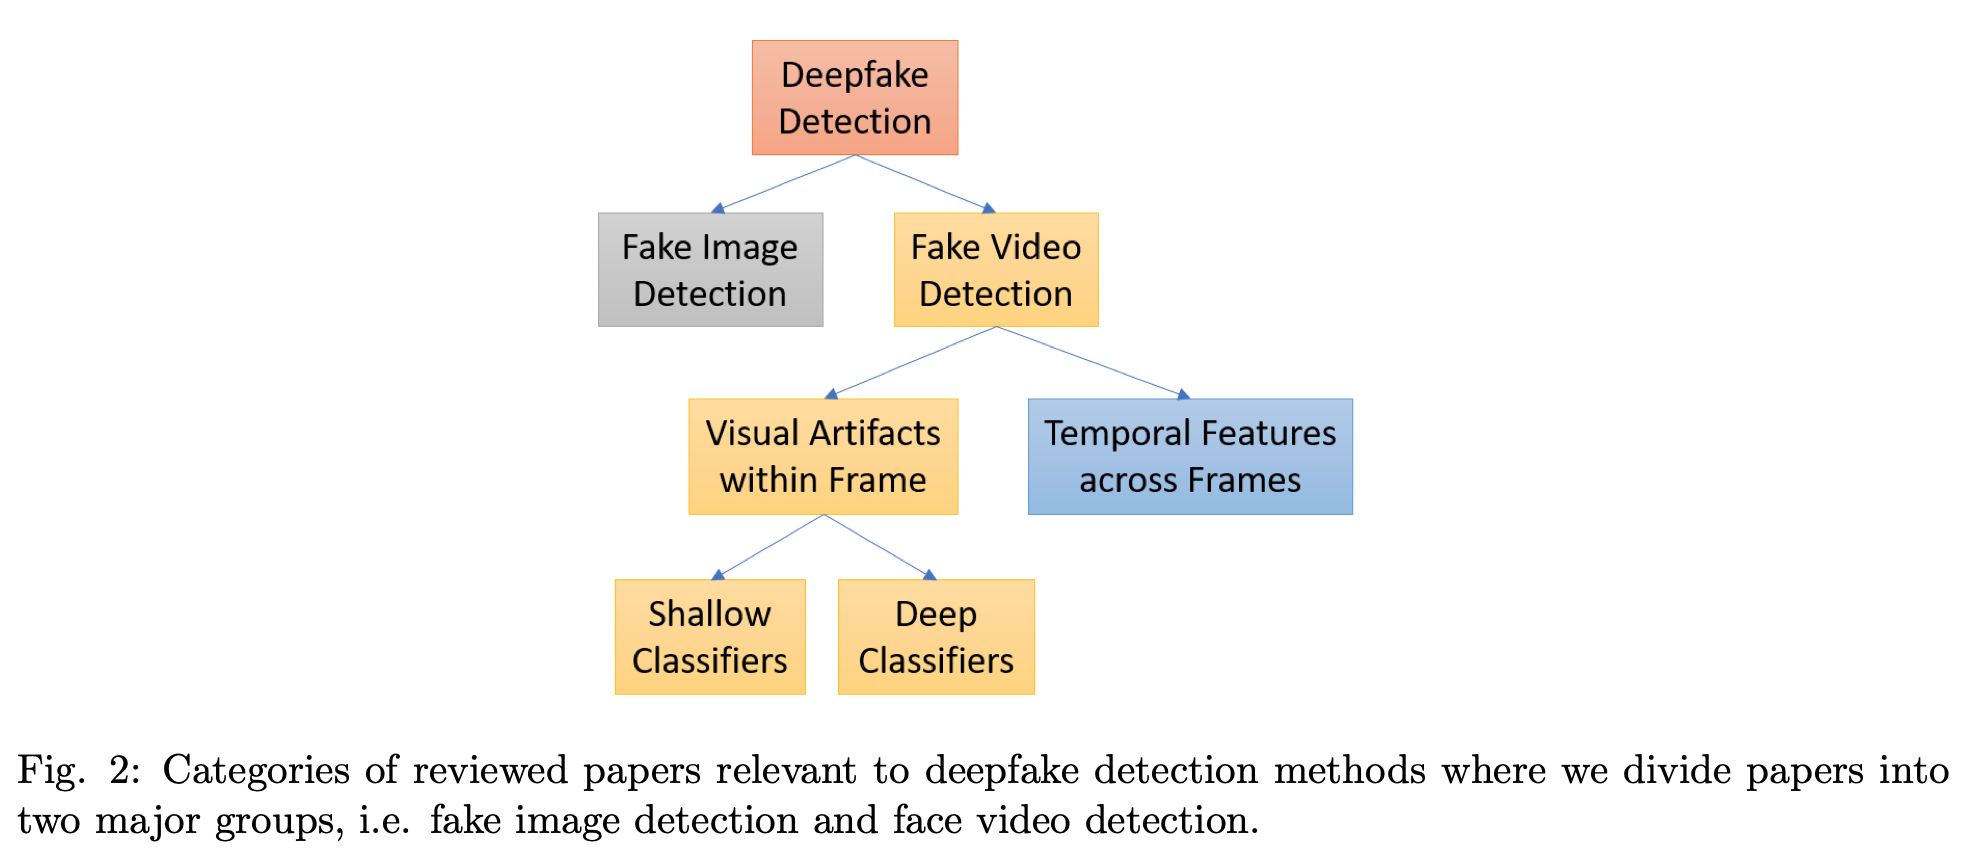 Deepfake
Detection
Fake Image
Detection
Fake Video
Detection
Visual Artifacts
within Frame
Temporal Features
across Frames
Shallow
Classifiers
Deep
Classifiers
Fig. 2: Categories of reviewed papers relevant to deepfake detection methods where we divide papers into
two major groups, i.e. fake image detection and face video detection.